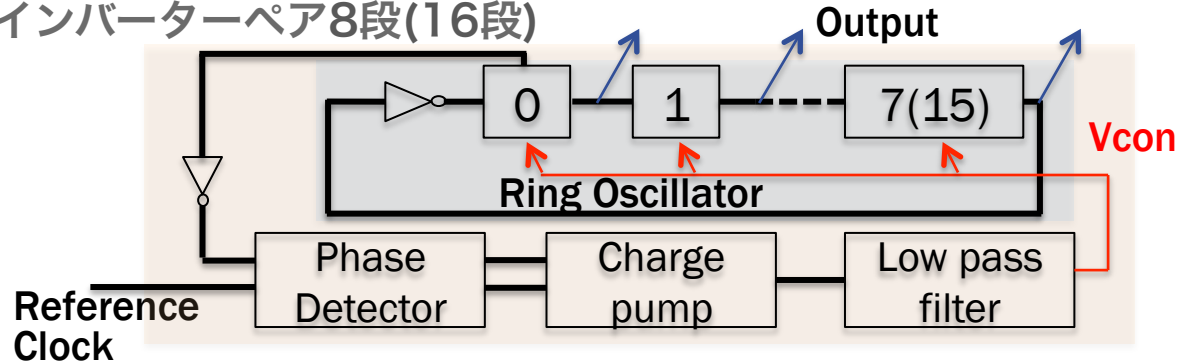 インバーターペア8段(16段)
Output
0
1
7(15)
Vcon
Ring Oscillator
Phase
Detector
Charge
pump
Low pass
filter
Reference
Clock